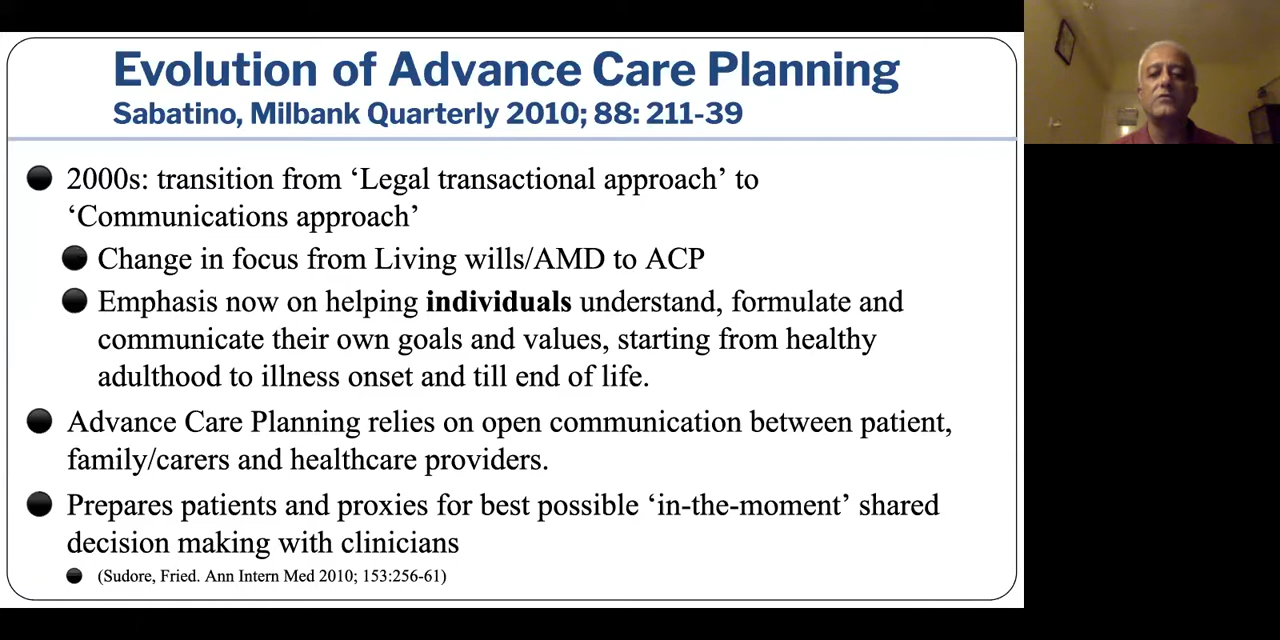 Evolution of Advance Care Planning
Sabatino, Milbank Quarterly 2010; 88: 211-39
2000s: transition from ‘Legal transactional approach’ to
‘Communications approach’
Change in focus from Living wills/AMD to ACP
Emphasis now on helping individuals understand, formulate and
communicate their own goals and values, starting from healthy
adulthood to illness onset and till end of life.
Advance Care Planning relies on open communication between patient,
family/carers and healthcare providers.
Prepares patients and proxies for best possible ‘in-the-moment’ shared
decision making with clinicians
(Sudore, Fried. Ann Intern Med 2010; 153:256-61)